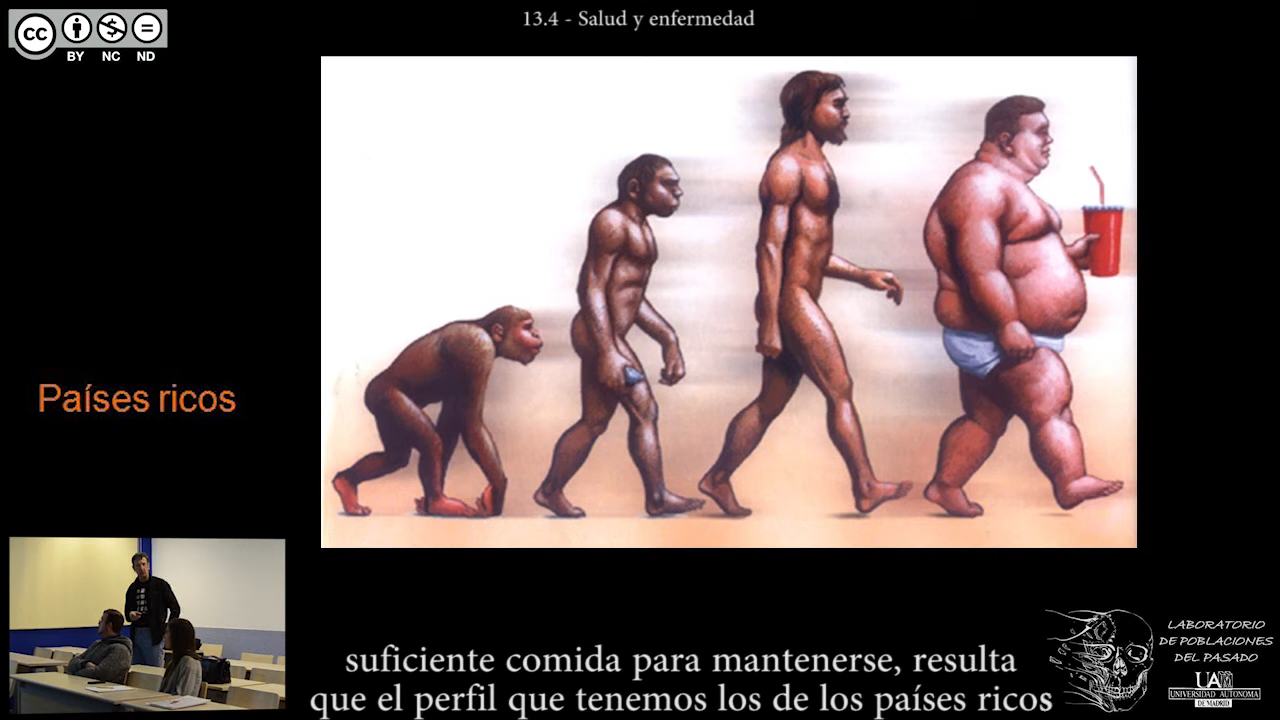 cc
BY NC ND
13.4 - Salud y enfermedad
Países ricos
suficiente comida para mantenerse, resulta
que el perfil que tenemos los de los países ricos
LABORATORIO
DE POBLACIONES
DEL PASADO
UAM
UNIVERSIDAD AUTONOMA
DE MADRID